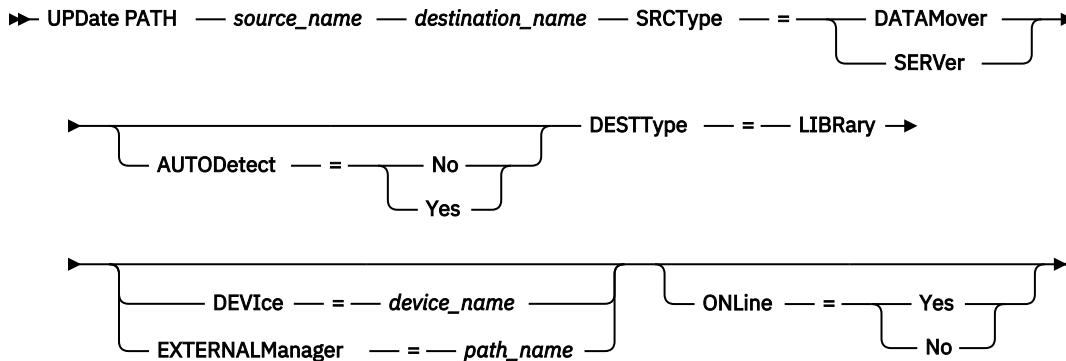 UPDate PATH source_name destination_name SRCType = DATAMover
SERVer
DESTType = LIBRary
AUTODetect = No
Yes
DEVIce = device_name
EXTERNALManager = path_name
ONLine = Yes
No